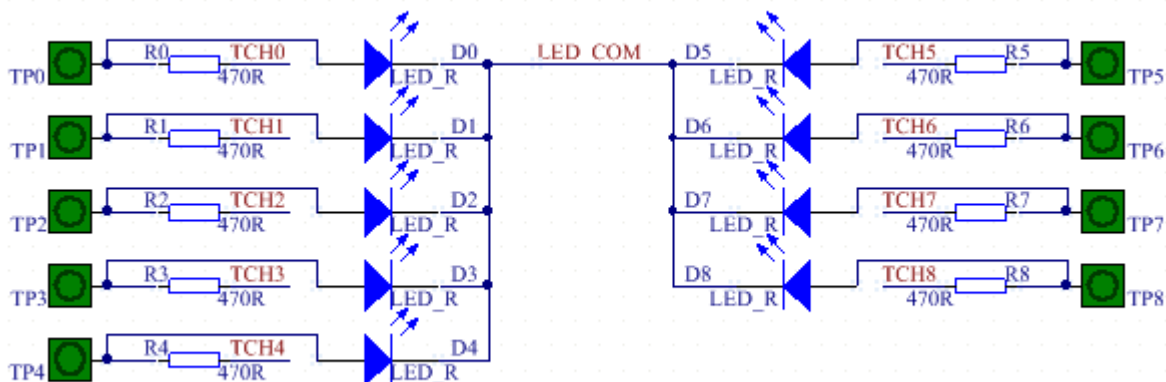 R0 TCH0 D0 LED_COM D5 TCH5 R5
TP0 470R LED_R LED_R 470R TP5
R1 TCH1 D1 D6 TCH6 R6
TP1 470R LED_R LED_R 470R TP6
R2 TCH2 D2 D7 TCH7 R7
TP2 470R LED_R LED_R 470R TP7
R3 TCH3 D3 D8 TCH8 R8
TP3 470R LED_R LED_R 470R TP8
R4 TCH4 D4
TP4 470R LED_R